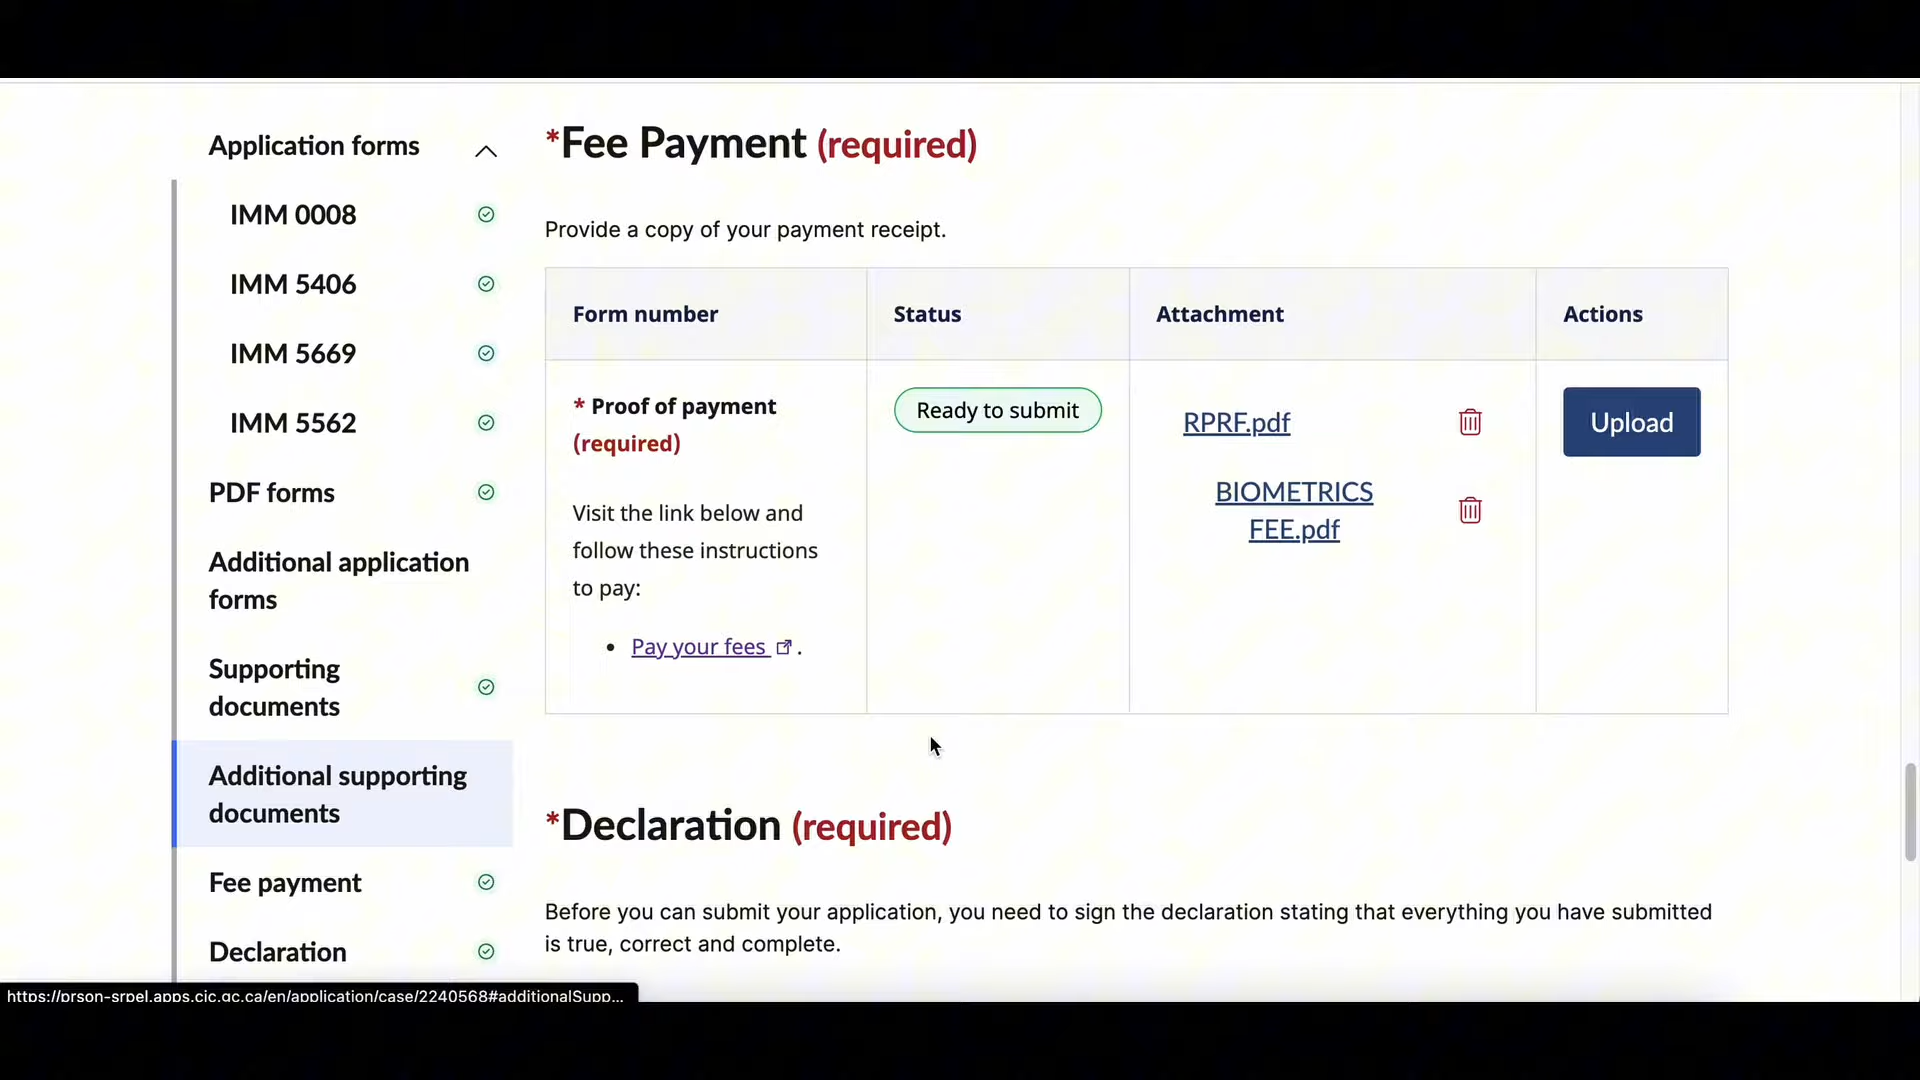 Application forms
IMM 0008
IMM 5406
IMM 5669
IMM 5562
PDF forms
Additional application
forms
Supporting
documents
Additional supporting
documents
Fee payment
Declaration
*Fee Payment (required)
Provide a copy of your payment receipt.
Form number Status Attachment Actions
* Proof of payment
(required)
Visit the link below and
follow these instructions
to pay:
• Pay your fees .
Ready to submit
RPRF.pdf
BIOMETRICS
FEE.pdf
Upload
*Declaration (required)
Before you can submit your application, you need to sign the declaration stating that everything you have submitted
is true, correct and complete.
https://prson-srpel.apps.cic.gc.ca/en/application/case/2240568#additionalSupp...